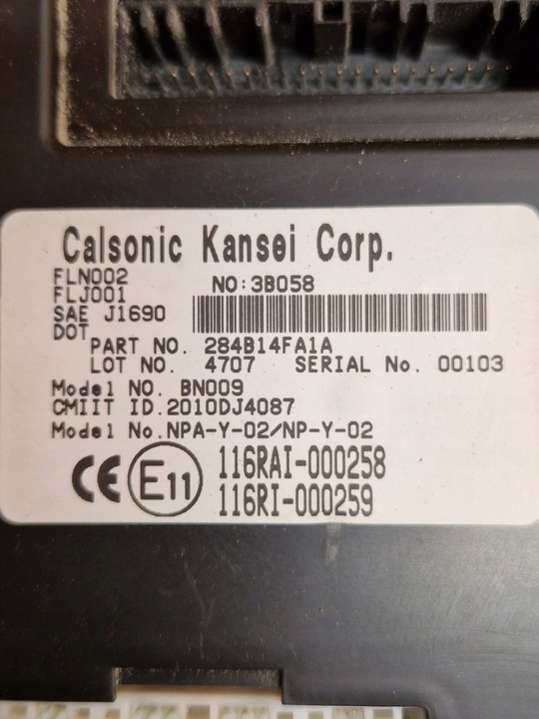 Calsonic Kansei Corp.
FLN002 NO:3B058
FLJ001
SAE J1690
DOT
PART NO. 284B14FA1A
LOT NO. 4707 SERIAL No. 00103
Model NO. BN009
CMIIT ID.2010DJ4087
Model No.NPA-Y-02/NP-Y-02
CE E11 116RAI-000258
116RI-000259